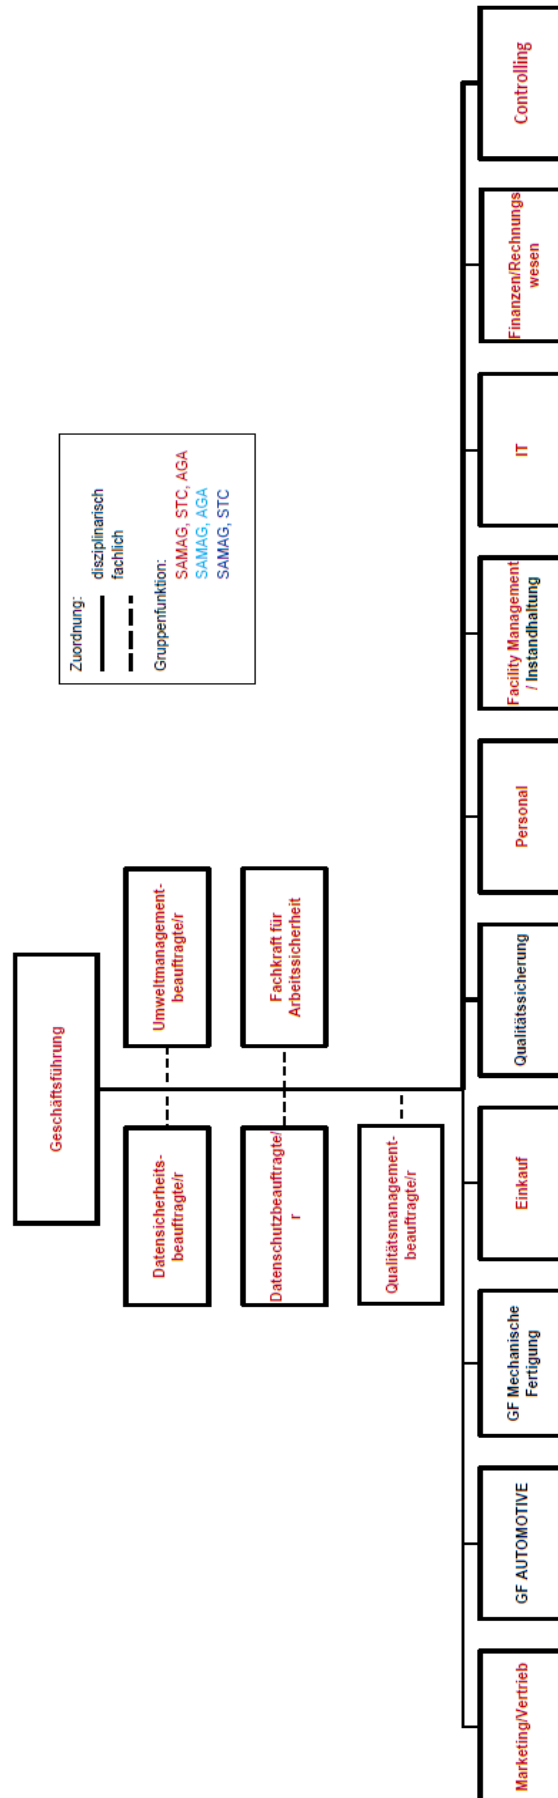 Geschäftsführung
Datensicherheits-
beauftragte/r
Umweltmanagement-
beauftragte/r
Datenschutzbeauftragte/
r
Fachkraft für
Arbeitssicherheit
Qualitätsmanagement-
beauftragte/r
Zuordnung:
disziplinarisch
fachlich
Gruppenfunktion:
SAMAG, STC, AGA
SAMAG, AGA
SAMAG, STC
Marketing/Vertrieb
GF AUTOMOTIVE
GF Mechanische
Fertigung
Einkauf
Qualitätssicherung
Personal
Facility Management
/ Instandhaltung
IT
Finanzen/Rechnungs
wesen
Controlling